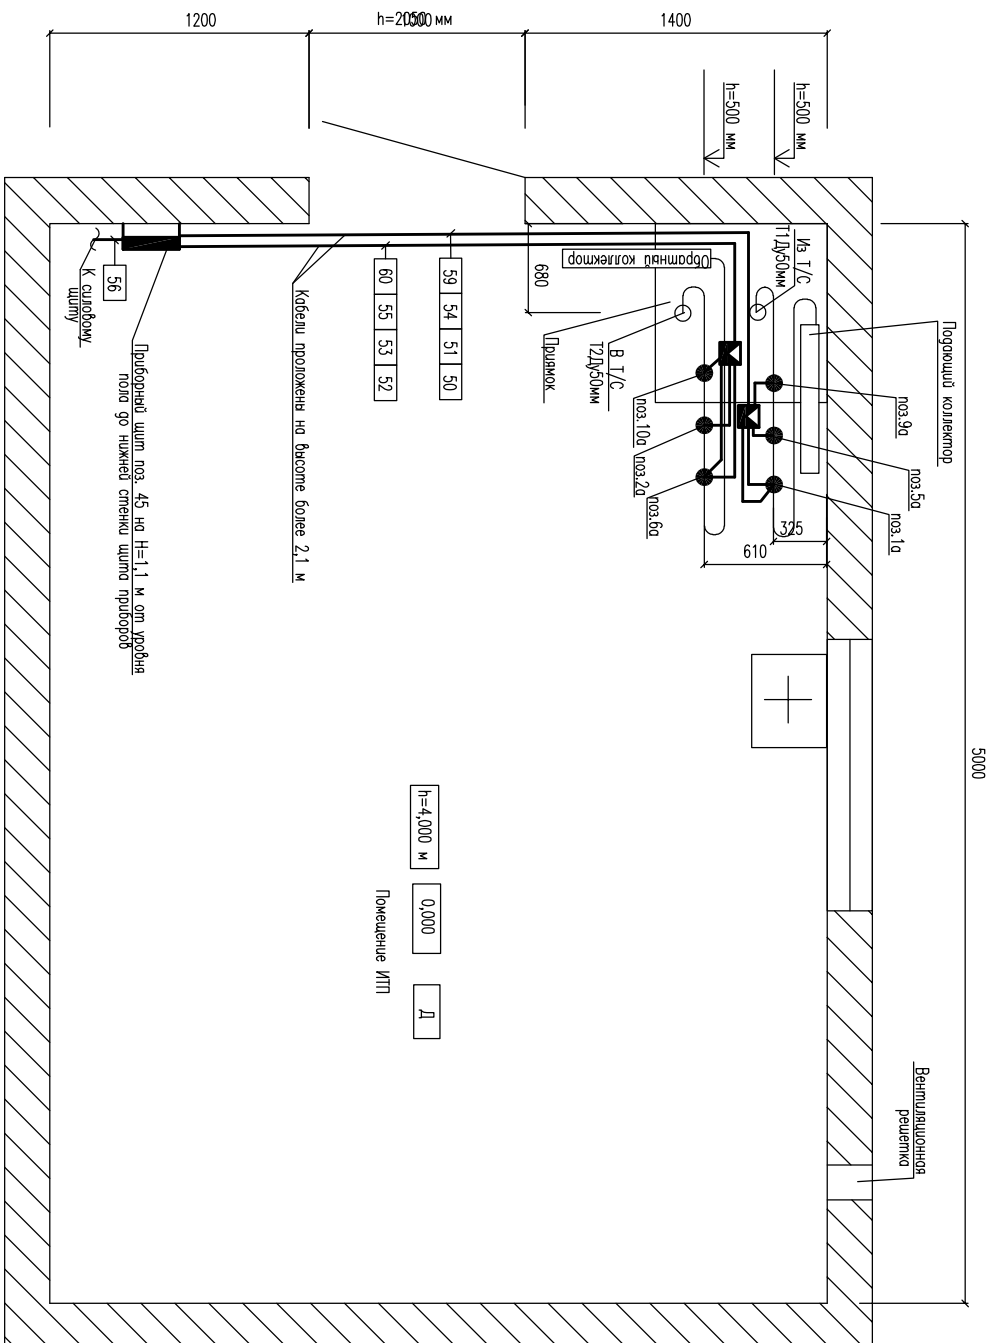 1200
h=2050 мм
1000
1400
h=500 мм
h=500 мм
5000
680
325
610
Из Т/С
Т1Ду50мм
Обратный коллектор
В Т/С
Т2Ду50мм
Приямок
Подающий коллектор
поз.9а
поз.5а
поз.1а
поз.10а
поз.2а
поз.6а
59 54 51 50
60 55 53 52
56
К силовому
щиту
Кабели проложены на высоте более 2,1 м
Приборный щит поз. 45 на Н=1,1 м от уровня
пола до нижней стенки щита приборов
h=4,000 м
0,000
Д
Помещение ИТП
Вентиляционная
решетка